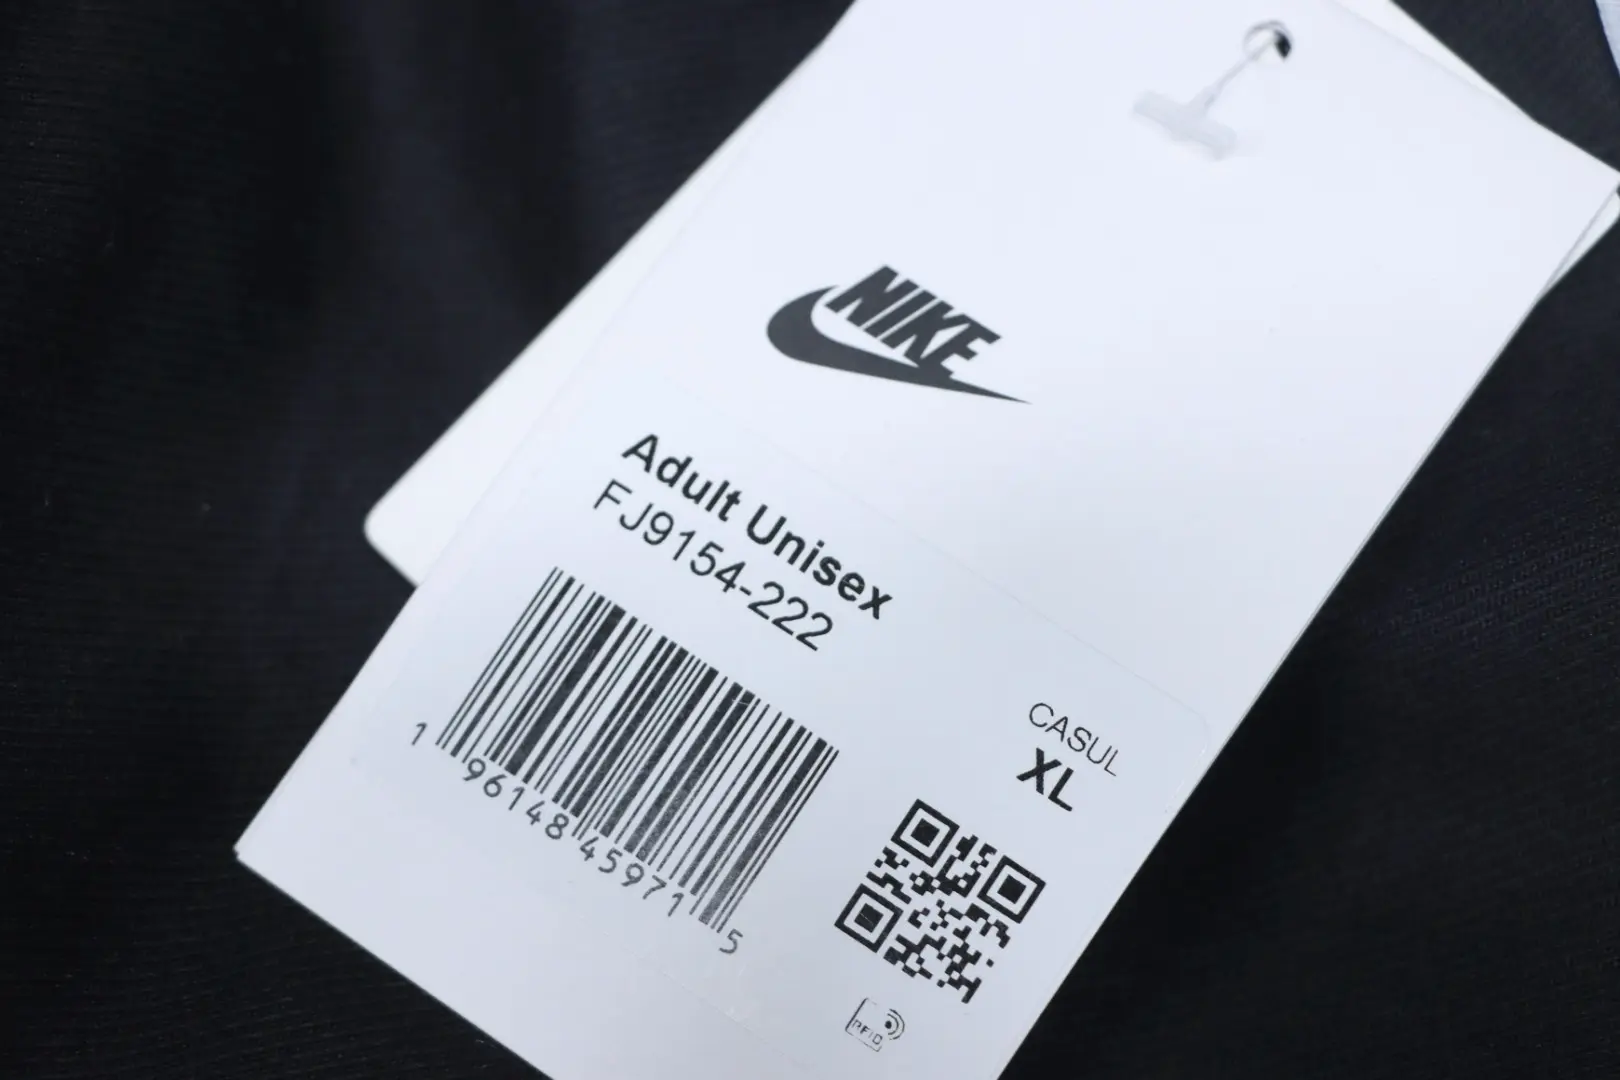 NIKE
Adult Unisex
FJ9154-222
CASUL
XL
1 96148 45971 5
RFID